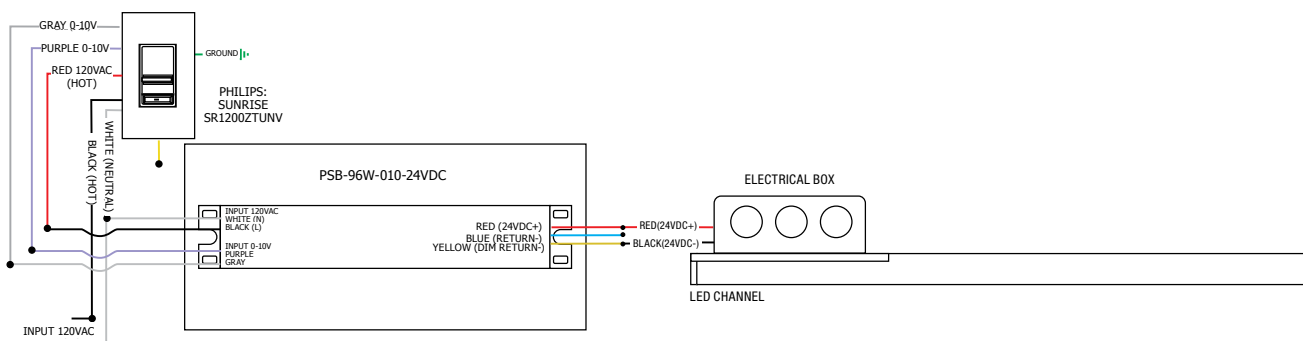 GRAY 0-10V
PURPLE 0-10V
RED 120VAC
(HOT)
GROUND
PHILIPS:
SUNRISE
SR1200ZTUNV
WHITE (NEUTRAL)
BLACK (HOT)
INPUT 120VAC
PSB-96W-010-24VDC
INPUT 120VAC
WHITE (N)
BLACK (L)
INPUT 0-10V
PURPLE
GRAY
RED (24VDC+)
BLUE (RETURN-)
YELLOW (DIM RETURN-)
RED(24VDC+)
BLACK(24VDC-)
ELECTRICAL BOX
LED CHANNEL